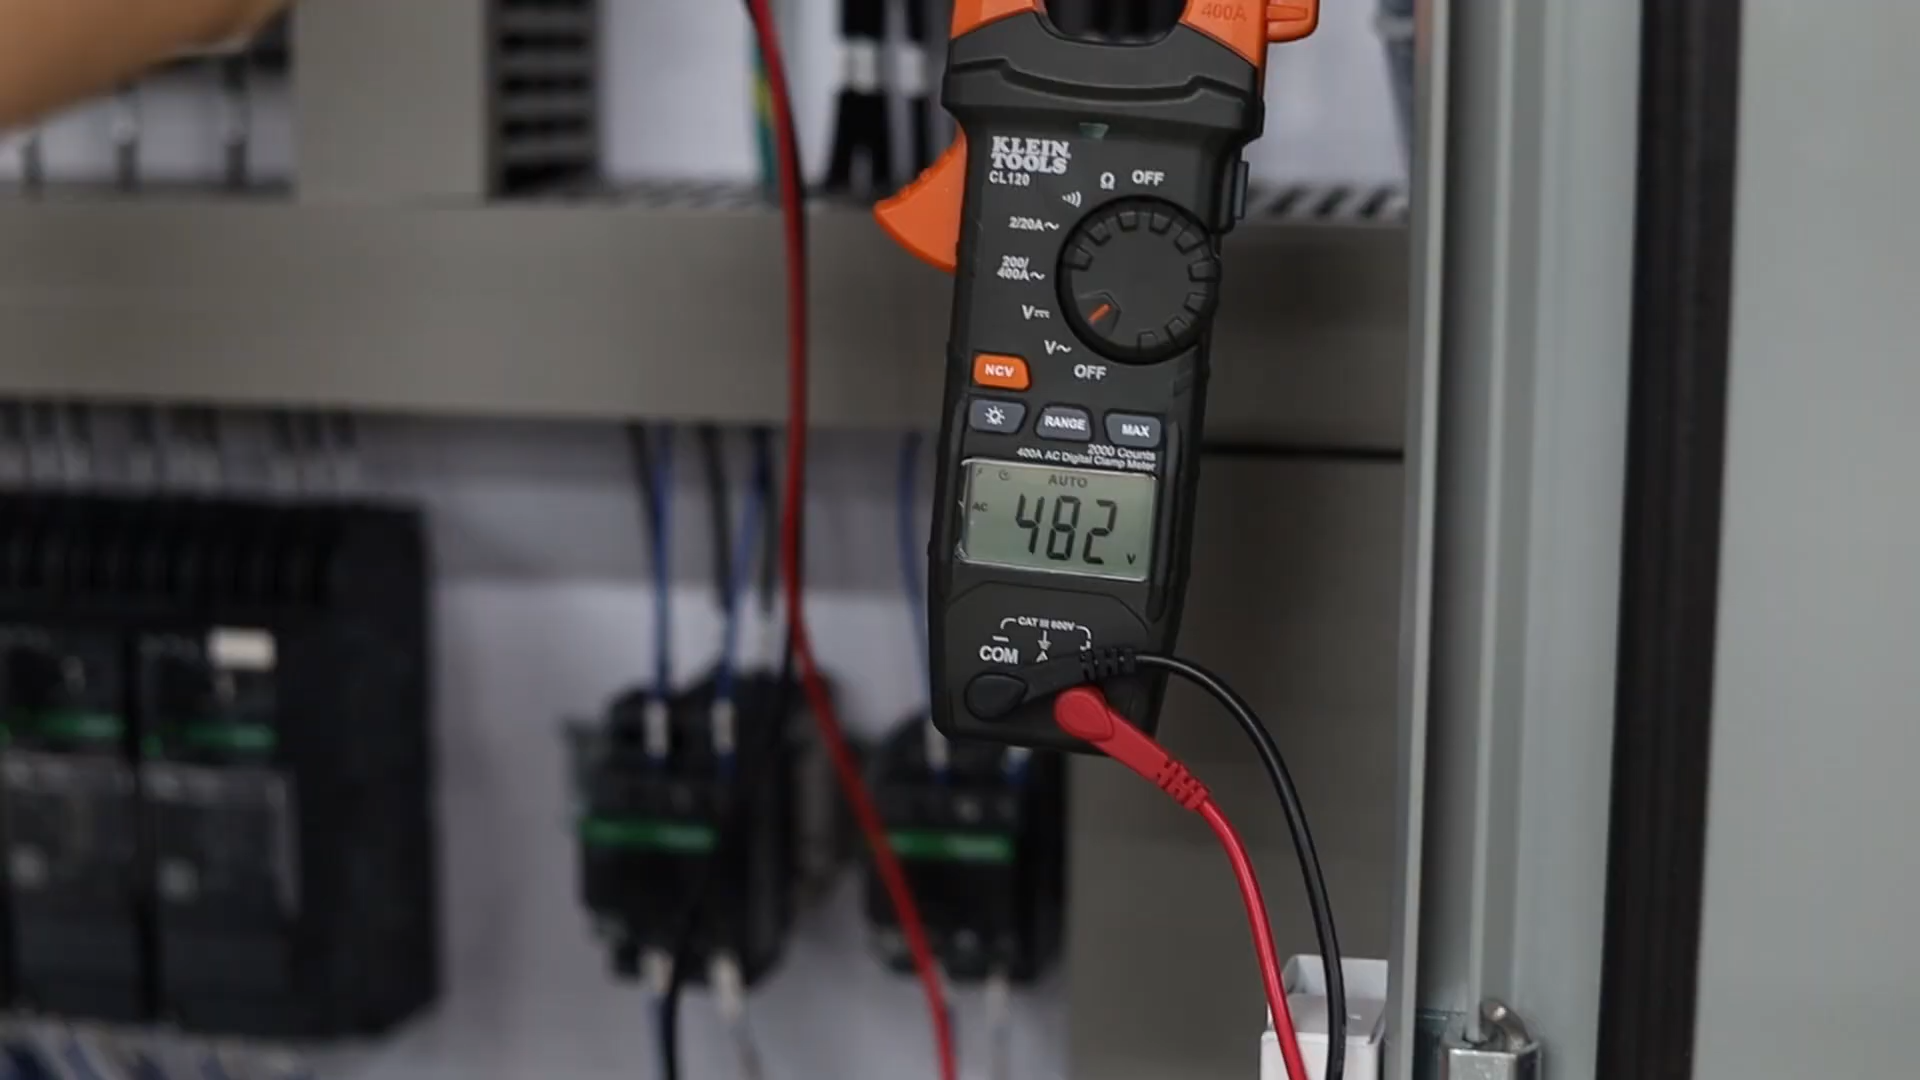 400A
KLEIN
TOOLS
CL120
Ω OFF
2/20A~
200/
400A~
V⎓
V~
OFF
NCV
RANGE
MAX
2000 Counts
400A AC Digital Clamp Meter
AUTO
AC
482
V
CAT III 600V
COM